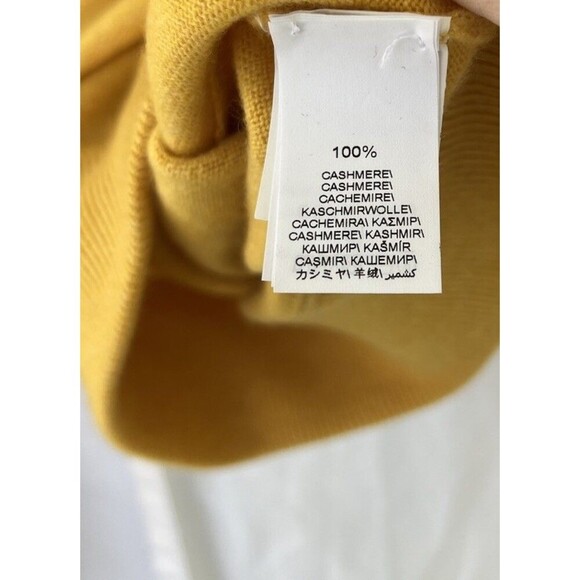 100%
CASHMERE\
CASHMERE\
CACHEMIRE\
KASCHMIRWOLLE\
CACHEMIRA\ ΚΑΣΜΙΡ\
CASHMERE\ KASHMIR\
КАШМИР\ KAŠMÍR
CAŞMIR\ КАШЕМИР\
カシミヤ\ 羊绒\ كشمير